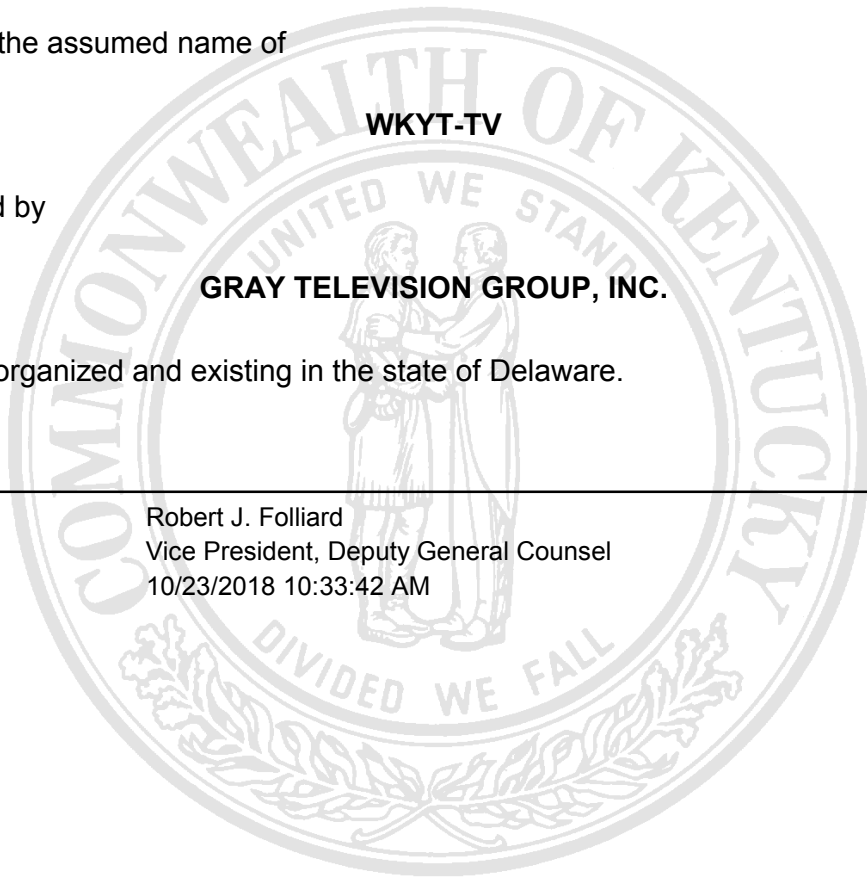 the assumed name of
WKYT-TV
d by
GRAY TELEVISION GROUP, INC.
organized and existing in the state of Delaware.
Robert J. Folliard
Vice President, Deputy General Counsel
10/23/2018 10:33:42 AM
COMMONWEALTH OF KENTUCKY
UNITED WE STAND
DIVIDED WE FALL